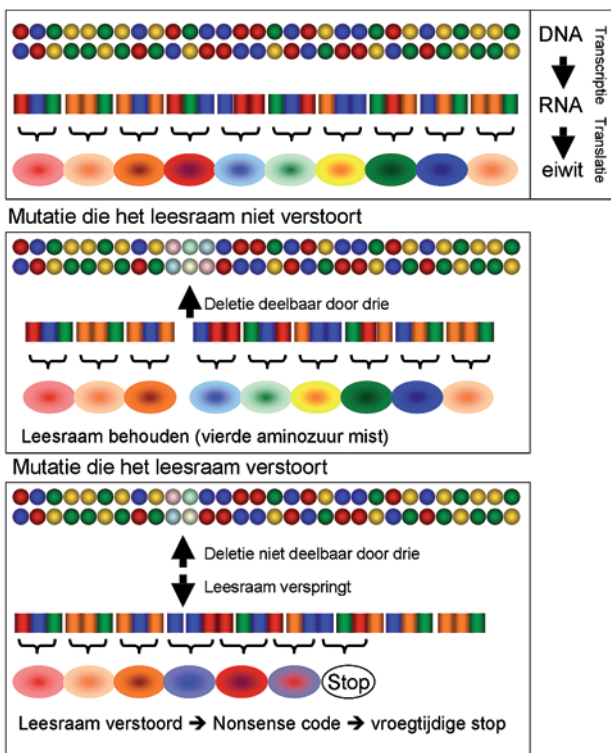 DNA
Transcriptie
RNA
Translatie
eiwit
Mutatie die het leesraam niet verstoort
Deletie deelbaar door drie
Leesraam behouden (vierde aminozuur mist)
Mutatie die het leesraam verstoort
Deletie niet deelbaar door drie
Leesraam verspringt
Stop
Leesraam verstoord → Nonsense code → vroegtijdige stop